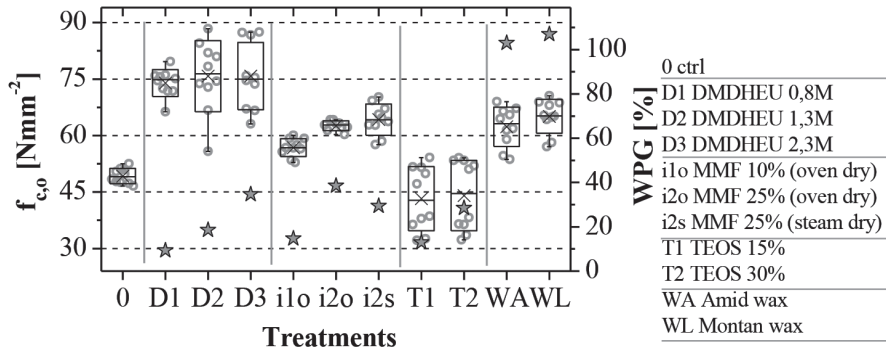 90
75
60
45
30
f_c,o [Nmm⁻²]
100
80
60
40
20
0
WPG [%]
0 D1 D2 D3 i1o i2o i2s T1 T2 WA WL
Treatments
0 ctrl
D1 DMDHEU 0,8M
D2 DMDHEU 1,3M
D3 DMDHEU 2,3M
i1o MMF 10% (oven dry)
i2o MMF 25% (oven dry)
i2s MMF 25% (steam dry)
T1 TEOS 15%
T2 TEOS 30%
WA Amid wax
WL Montan wax